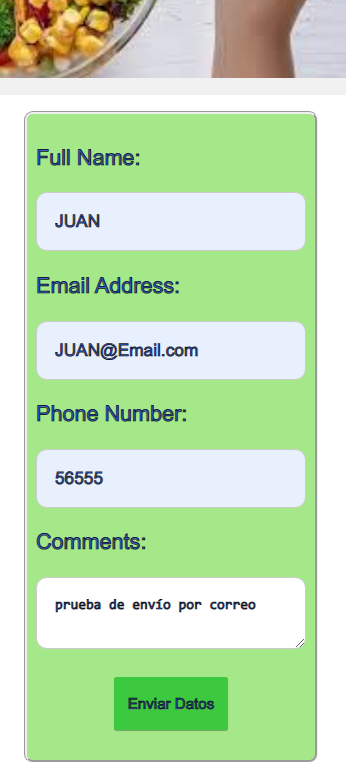 Full Name:
JUAN
Email Address:
JUAN@Email.com
Phone Number:
56555
Comments:
prueba de envío por correo
Enviar Datos